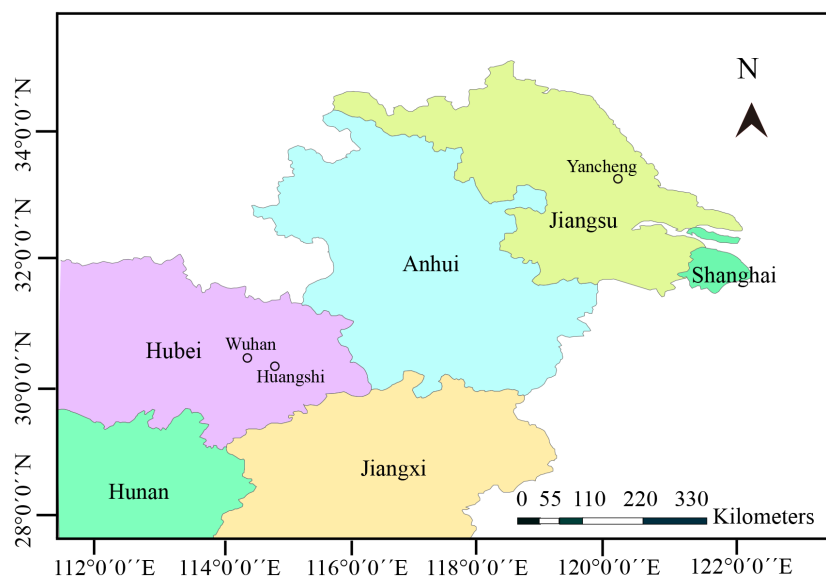 N
34°0′0″N
32°0′0″N
30°0′0″N
28°0′0″N
Yancheng
Jiangsu
Anhui
Shanghai
Wuhan
Hubei
Huangshi
Jiangxi
Hunan
0 55 110 220 330
Kilometers
112°0′0″E 114°0′0″E 116°0′0″E 118°0′0″E 120°0′0″E 122°0′0″E